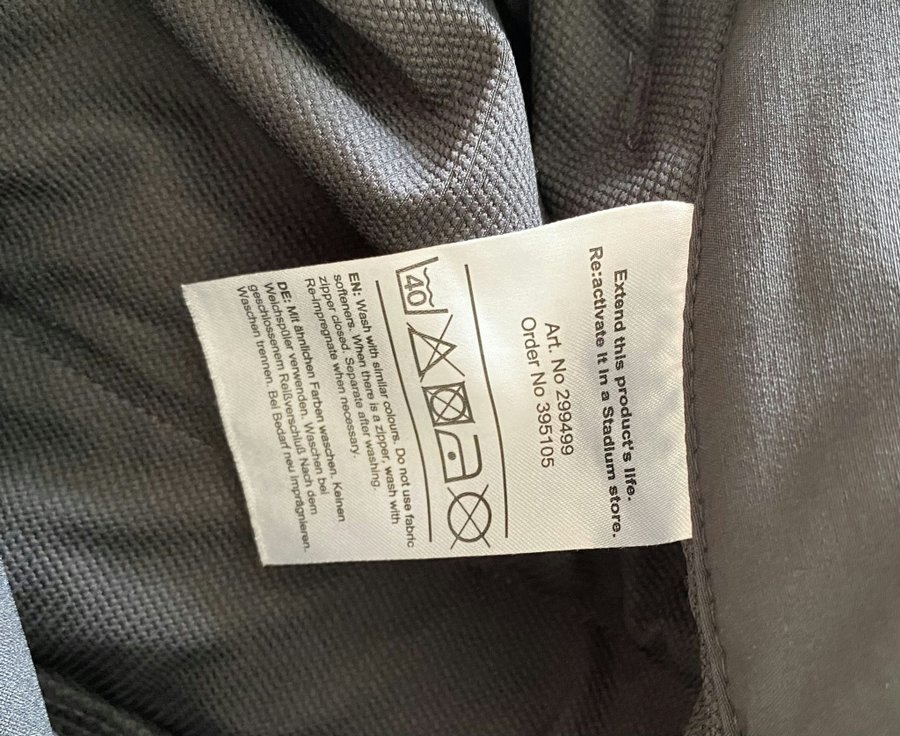 Extend this product's life.
Re:activate it in a Stadium store.
Art. No 299499
Order No 395105
40
EN: Wash with similar colours. Do not use fabric
softeners. When there is a zipper, wash with
zipper closed. Separate after washing.
Re-impregnate when necessary.
DE: Mit ähnlichen Farben waschen. Keinen
Weichspüler verwenden. Waschen bei
geschlossenem Reißverschluß Nach dem
Waschen trennen. Bei Bedarf neu imprägnieren.